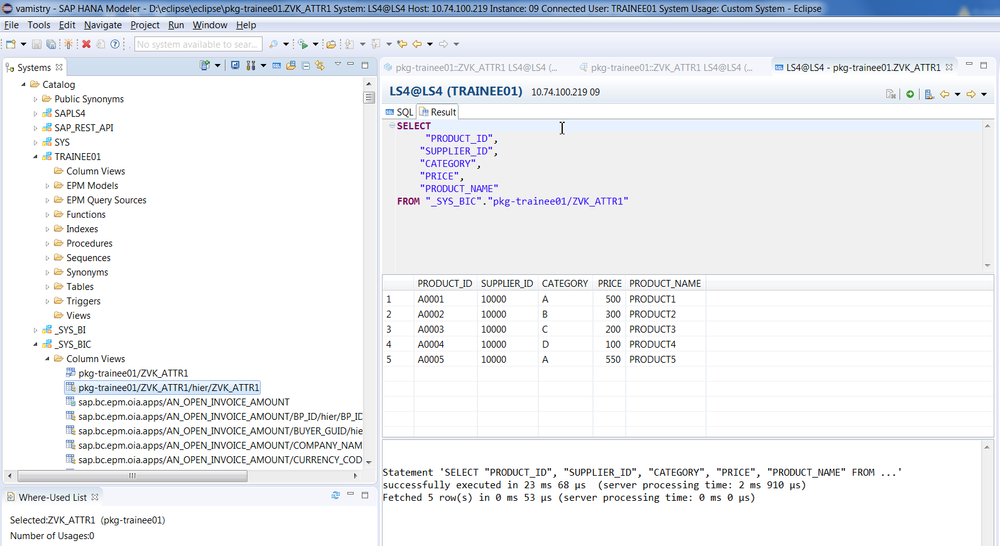 vamistry - SAP HANA Modeler - D:\eclipse\eclipse\pkg-trainee01.ZVK_ATTR1 System: LS4@LS4 Host: 10.74.100.219 Instance: 09 Connected User: TRAINEE01 System Usage: Custom System - Eclipse
File Tools Edit Navigate Project Run Window Help
No system available to sear...
Systems
Catalog
Public Synonyms
SAPLS4
SAP_REST_API
SYS
TRAINEE01
Column Views
EPM Models
EPM Query Sources
Functions
Indexes
Procedures
Sequences
Synonyms
Tables
Triggers
Views
_SYS_BI
_SYS_BIC
Column Views
pkg-trainee01/ZVK_ATTR1
pkg-trainee01/ZVK_ATTR1/hier/ZVK_ATTR1
sap.bc.epm.oia.apps/AN_OPEN_INVOICE_AMOUNT
sap.bc.epm.oia.apps/AN_OPEN_INVOICE_AMOUNT/BP_ID/hier/BP_ID
sap.bc.epm.oia.apps/AN_OPEN_INVOICE_AMOUNT/BUYER_GUID/hie
sap.bc.epm.oia.apps/AN_OPEN_INVOICE_AMOUNT/COMPANY_NAM
sap.bc.epm.oia.apps/AN_OPEN_INVOICE_AMOUNT/CURRENCY_COD
Where-Used List
Selected:ZVK_ATTR1 (pkg-trainee01)
Number of Usages:0
pkg-trainee01::ZVK_ATTR1 LS4@LS4 (... pkg-trainee01::ZVK_ATTR1 LS4@LS4 (... LS4@LS4 - pkg-trainee01.ZVK_ATTR1
LS4@LS4 (TRAINEE01) 10.74.100.219 09
SQL Result
SELECT
"PRODUCT_ID",
"SUPPLIER_ID",
"CATEGORY",
"PRICE",
"PRODUCT_NAME"
FROM "_SYS_BIC"."pkg-trainee01/ZVK_ATTR1"
PRODUCT_ID SUPPLIER_ID CATEGORY PRICE PRODUCT_NAME
1 A0001 10000 A 500 PRODUCT1
2 A0002 10000 B 300 PRODUCT2
3 A0003 10000 C 200 PRODUCT3
4 A0004 10000 D 100 PRODUCT4
5 A0005 10000 A 550 PRODUCT5
Statement 'SELECT "PRODUCT_ID", "SUPPLIER_ID", "CATEGORY", "PRICE", "PRODUCT_NAME" FROM ...'
successfully executed in 23 ms 68 µs (server processing time: 2 ms 910 µs)
Fetched 5 row(s) in 0 ms 53 µs (server processing time: 0 ms 0 µs)